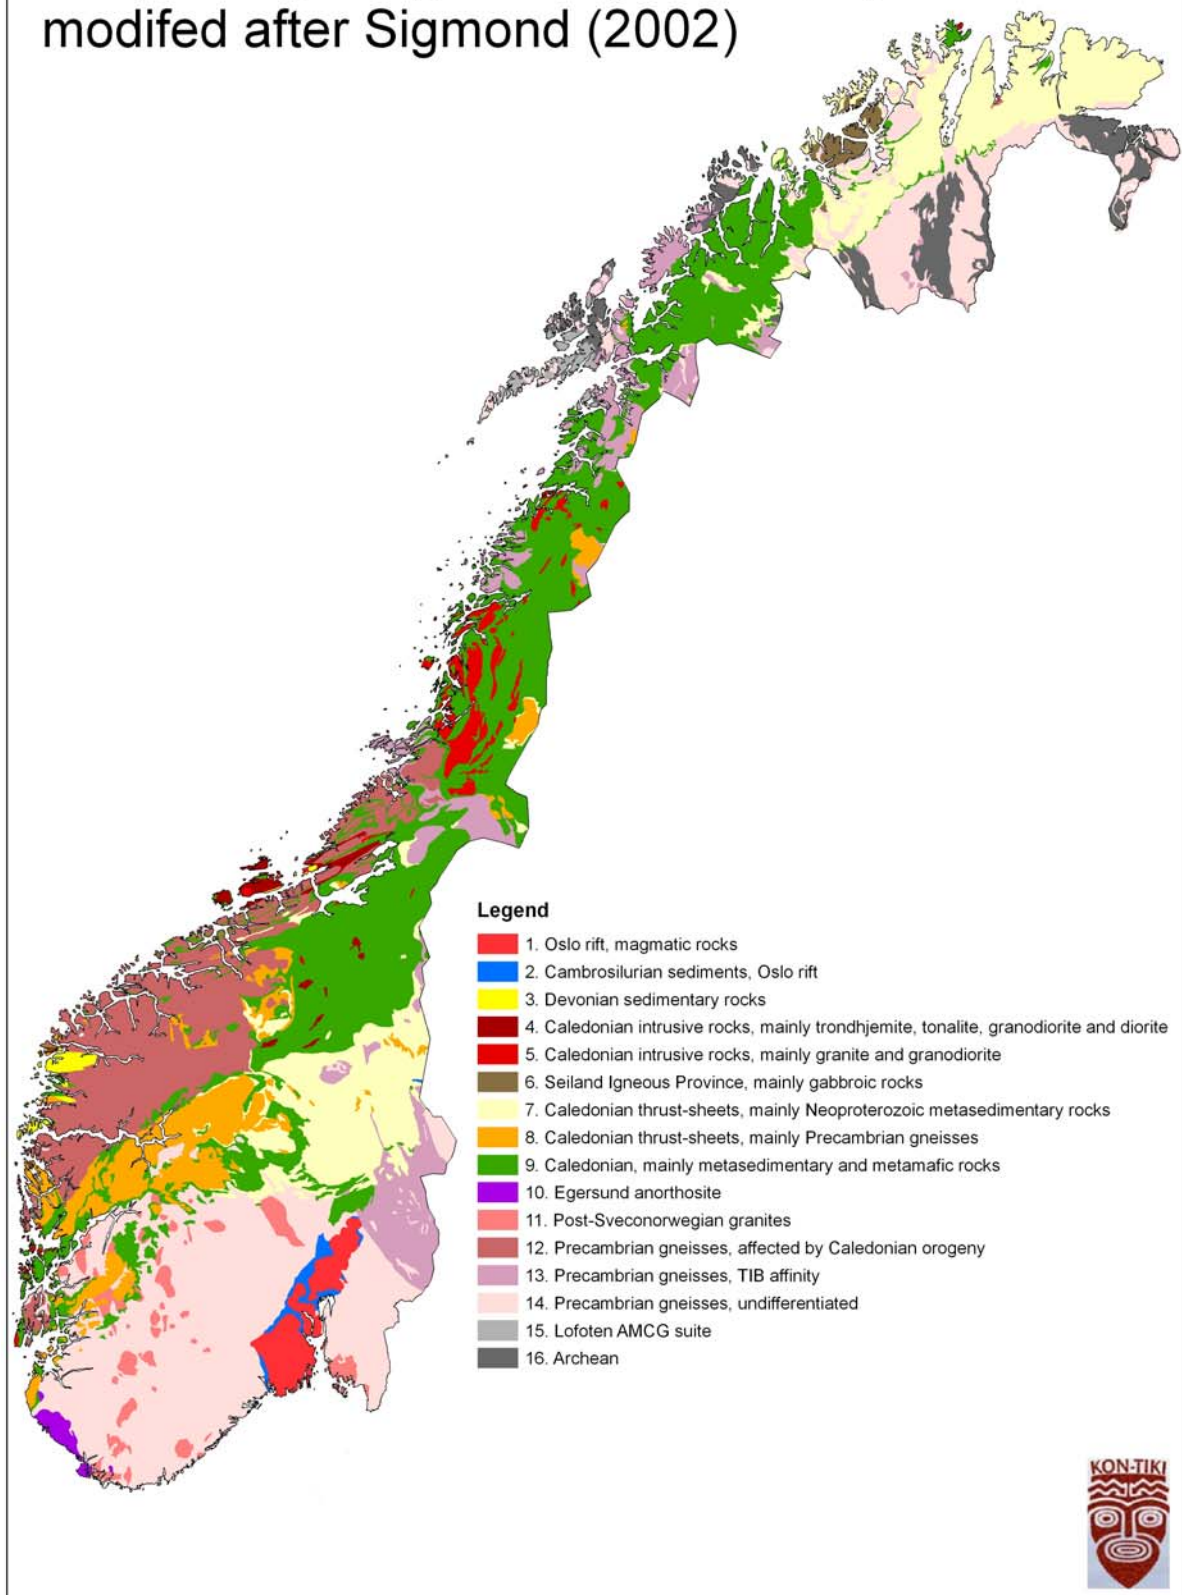 modifed after Sigmond (2002)
Legend
1. Oslo rift, magmatic rocks
2. Cambrosilurian sediments, Oslo rift
3. Devonian sedimentary rocks
4. Caledonian intrusive rocks, mainly trondhjemite, tonalite, granodiorite and diorite
5. Caledonian intrusive rocks, mainly granite and granodiorite
6. Seiland Igneous Province, mainly gabbroic rocks
7. Caledonian thrust-sheets, mainly Neoproterozoic metasedimentary rocks
8. Caledonian thrust-sheets, mainly Precambrian gneisses
9. Caledonian, mainly metasedimentary and metamafic rocks
10. Egersund anorthosite
11. Post-Sveconorwegian granites
12. Precambrian gneisses, affected by Caledonian orogeny
13. Precambrian gneisses, TIB affinity
14. Precambrian gneisses, undifferentiated
15. Lofoten AMCG suite
16. Archean
KON-TIKI